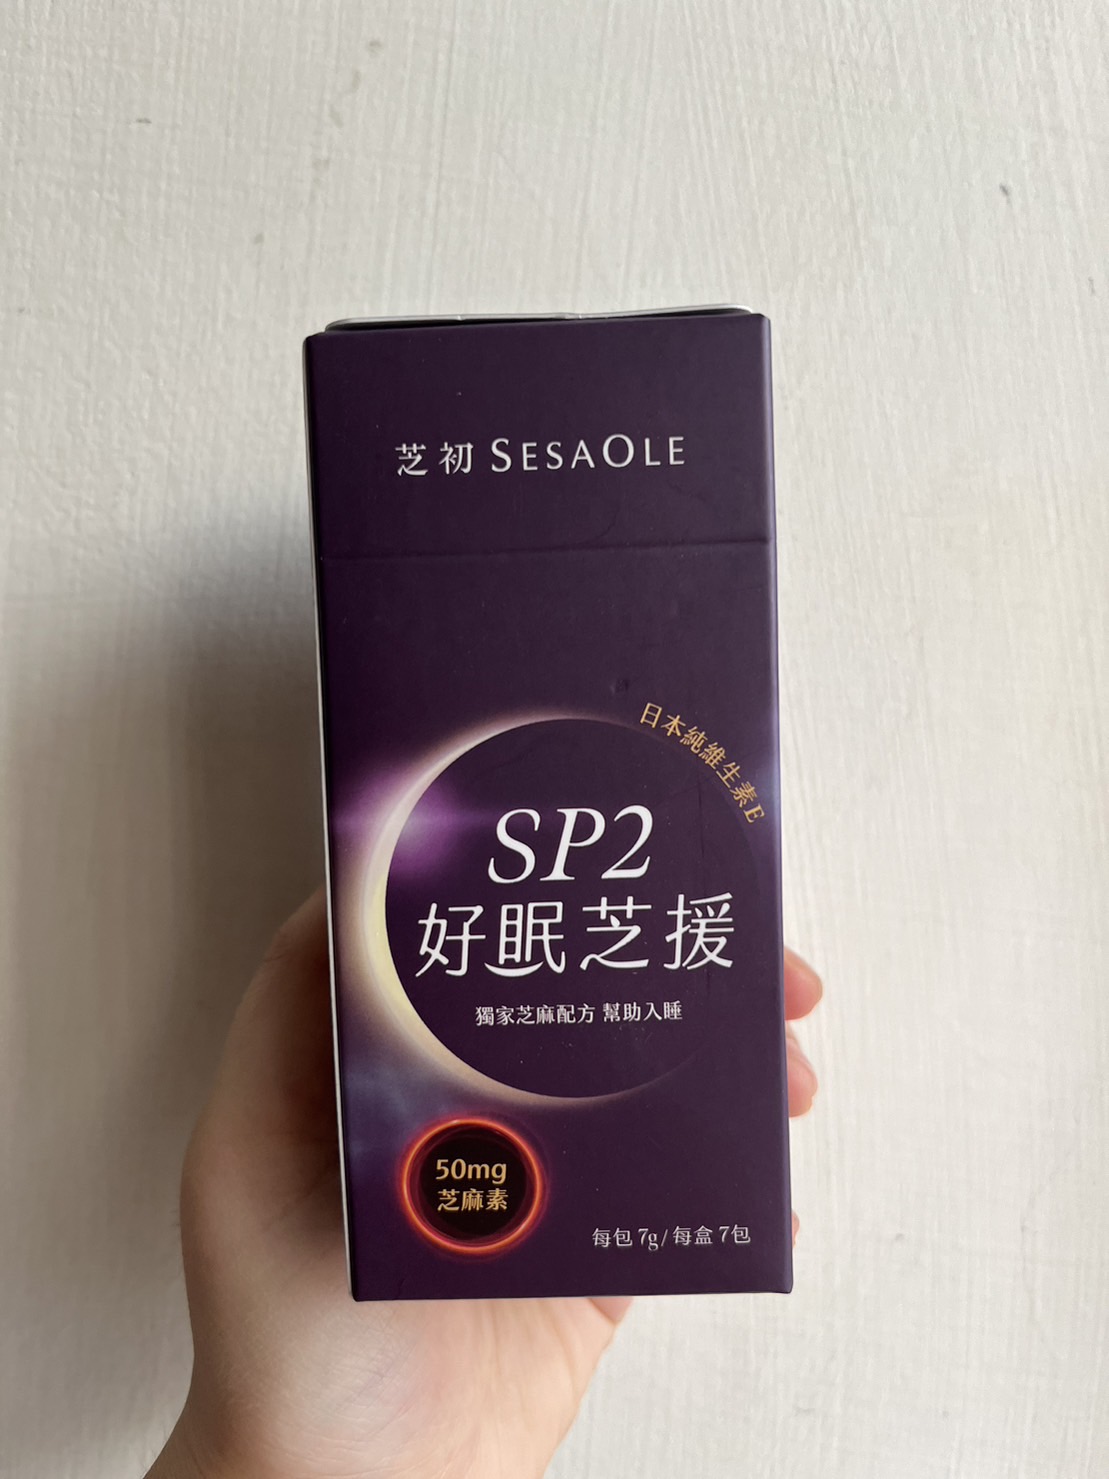 芝初 SESAOLE
日本純維生素E
SP2
好眠芝援
獨家芝麻配方 幫助入睡
50mg
芝麻素
每包 7g/每盒 7包